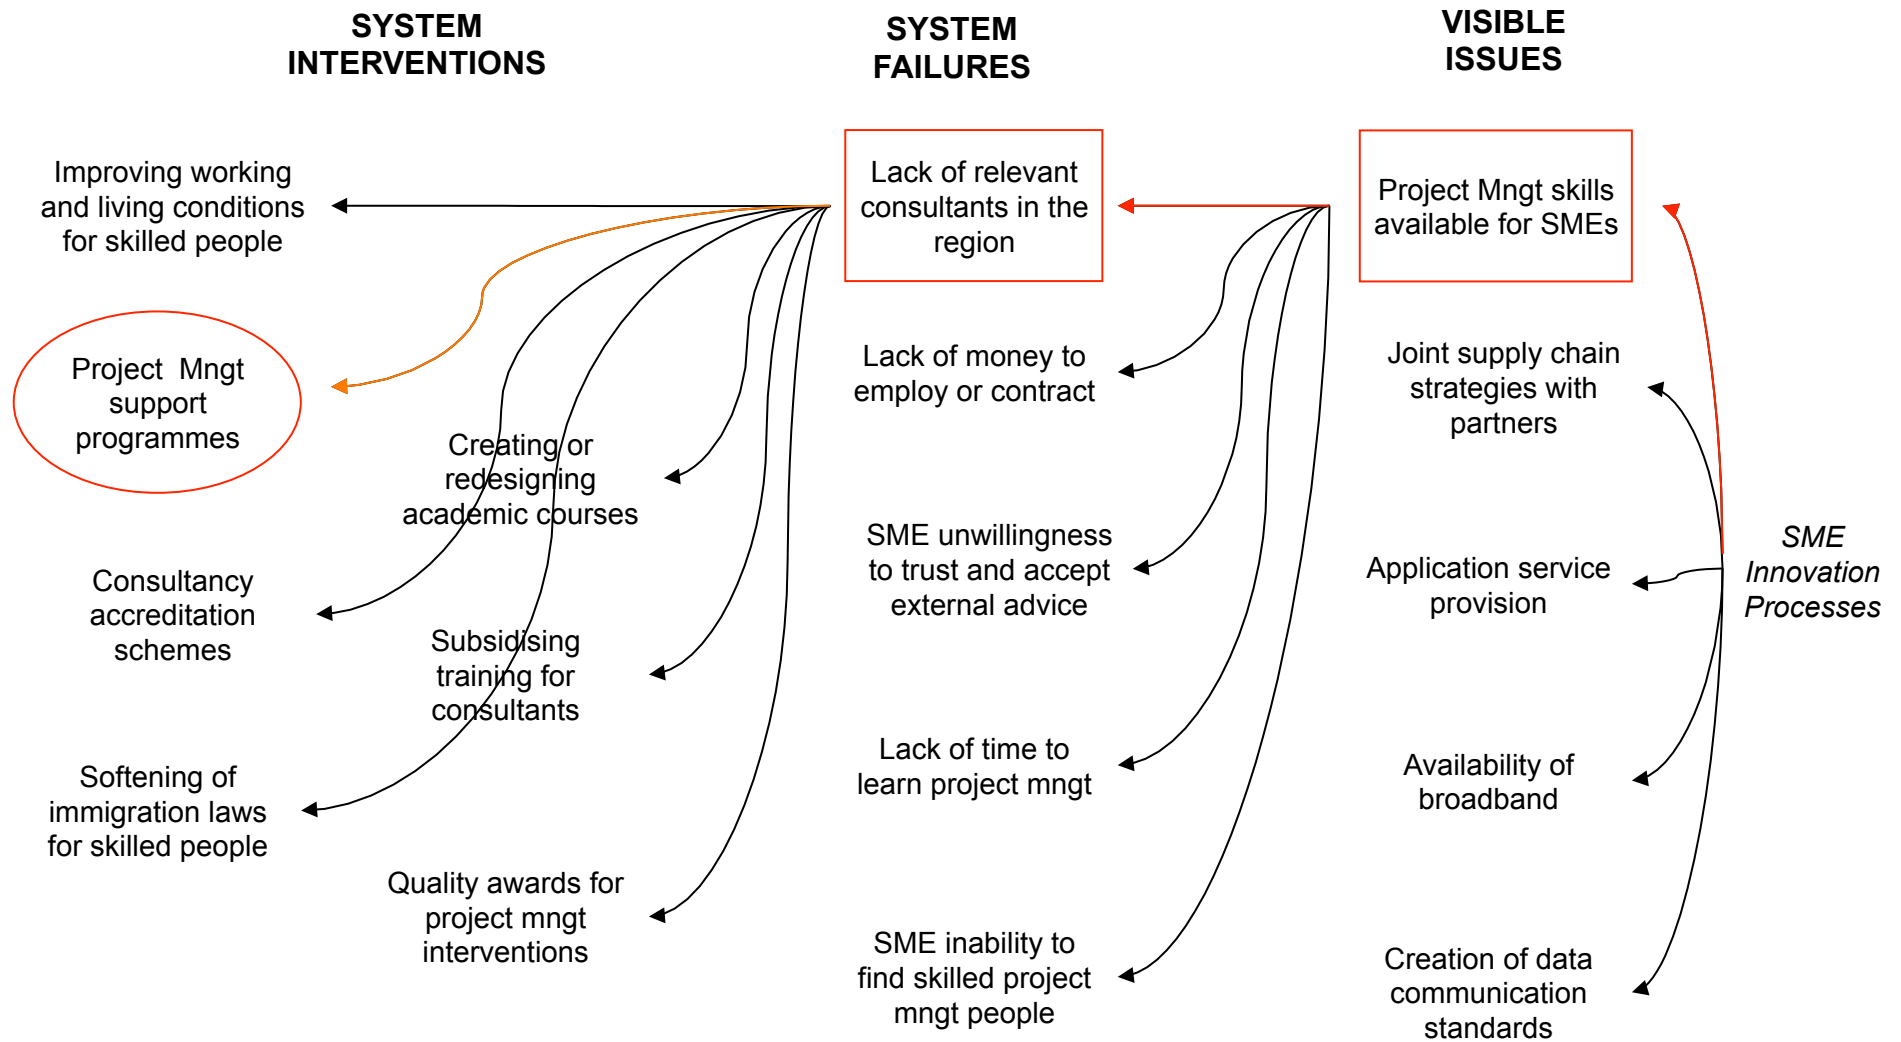 SYSTEM
INTERVENTIONS
SYSTEM
FAILURES
VISIBLE
ISSUES
Improving working
and living conditions
for skilled people
Project Mngt
support
programmes
Creating or
redesigning
academic courses
Consultancy
accreditation
schemes
Subsidising
training for
consultants
Softening of
immigration laws
for skilled people
Quality awards for
project mngt
interventions
Lack of relevant
consultants in the
region
Lack of money to
employ or contract
SME unwillingness
to trust and accept
external advice
Lack of time to
learn project mngt
SME inability to
find skilled project
mngt people
Project Mngt skills
available for SMEs
Joint supply chain
strategies with
partners
Application service
provision
Availability of
broadband
Creation of data
communication
standards
SME
Innovation
Processes